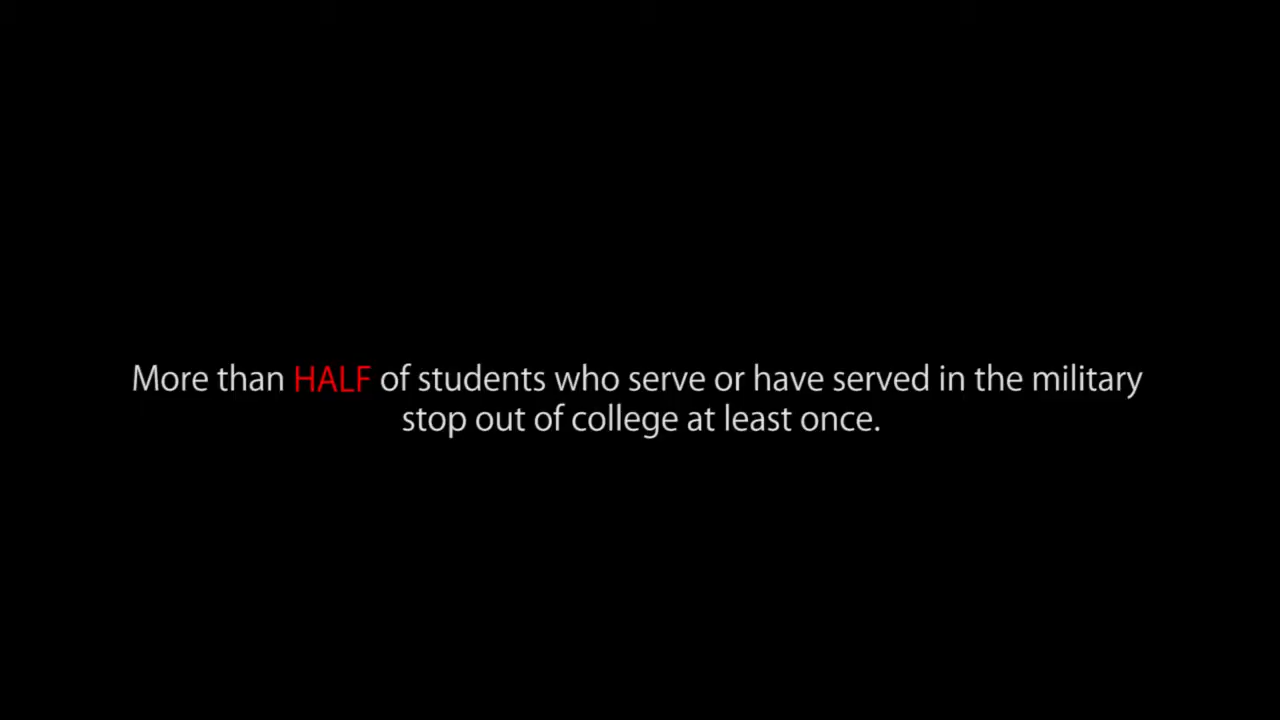 More than HALF of students who serve or have served in the military
stop out of college at least once.